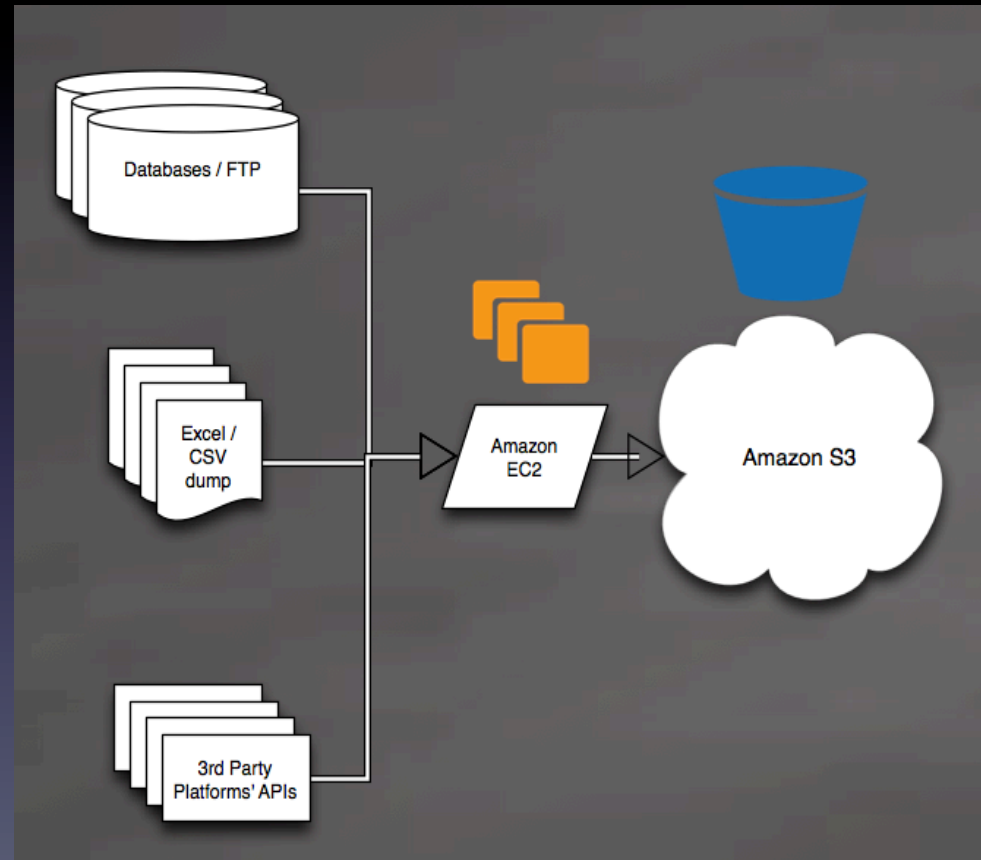 Databases / FTP
Excel /
CSV
dump
Amazon
EC2
Amazon S3
3rd Party
Platforms' APIs